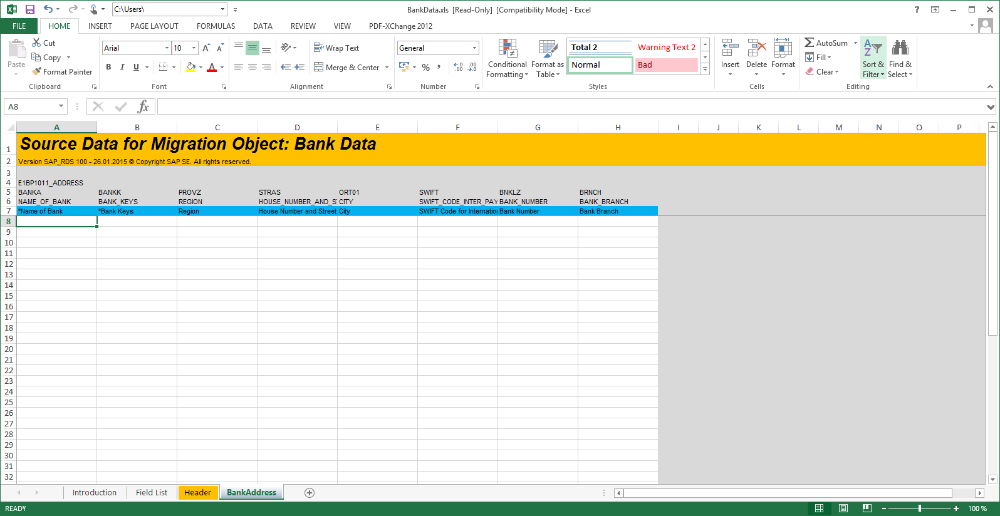 C:\Users\
BankData.xls [Read-Only] [Compatibility Mode] - Excel
?
FILE HOME INSERT PAGE LAYOUT FORMULAS DATA REVIEW VIEW PDF-XChange 2012
Paste
Cut
Copy
Format Painter
Clipboard
Arial 10
B I U
Font
Wrap Text
Merge & Center
Alignment
General
% ,
Number
Conditional Formatting
Format as Table
Total 2 Warning Text 2
Normal Bad
Styles
Insert Delete Format
Cells
AutoSum
Fill
Clear
Sort & Filter
Find & Select
Editing
A8
fx
A B C D E F G H I J K L M N O P
1 Source Data for Migration Object: Bank Data
2 Version SAP_RDS 100 - 26.01.2015 © Copyright SAP SE. All rights reserved.
3
4 E1BP1011_ADDRESS
5 BANKA BANKK PROVZ STRAS ORT01 SWIFT BNKLZ BRNCH
6 NAME_OF_BANK BANK_KEYS REGION HOUSE_NUMBER_AND_S CITY SWIFT_CODE_INTER_PAY BANK_NUMBER BANK_BRANCH
7 *Name of Bank *Bank Keys Region House Number and Street City SWIFT Code for Internation Bank Number Bank Branch
8
9
10
11
12
13
14
15
16
17
18
19
20
21
22
23
24
25
26
27
28
29
30
31
32
Introduction Field List Header BankAddress
READY
100 %